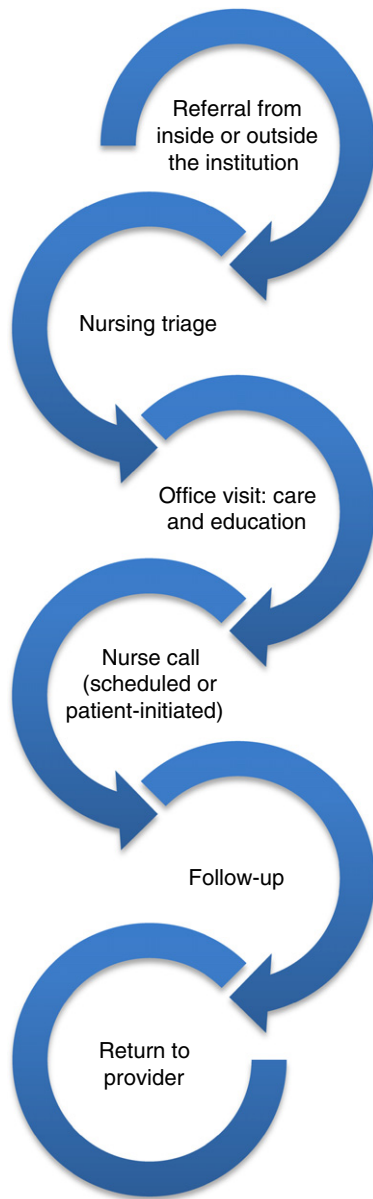 Referral from
inside or outside
the institution
Nursing triage
Office visit: care
and education
Nurse call
(scheduled or
patient-initiated)
Follow-up
Return to
provider